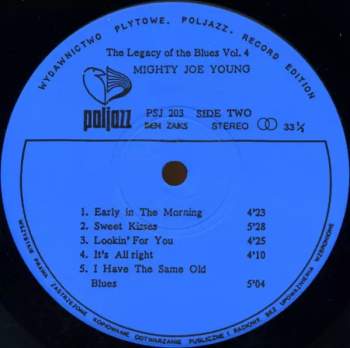 WYDAWNICTWO PŁYTOWE. POLJAZZ. RECORD EDITION
The Legacy of the Blues Vol. 4
MIGHTY JOE YOUNG
poljazz
PSJ 203 SIDE TWO
SEN ZAKS STEREO 33⅓
1. Early in The Morning 4'23
2. Sweet Kisses 5'28
3. Lookin' For You 4'25
4. It's All right 4'10
5. I Have The Same Old
Blues 5'04
WSZYSTKIE PRAWA ZASTRZEŻONE KOPIOWANIE ODTWARZANIE PUBLICZNE I RADIOWE BEZ UPOWAŻNIENIA WZBRONIONE